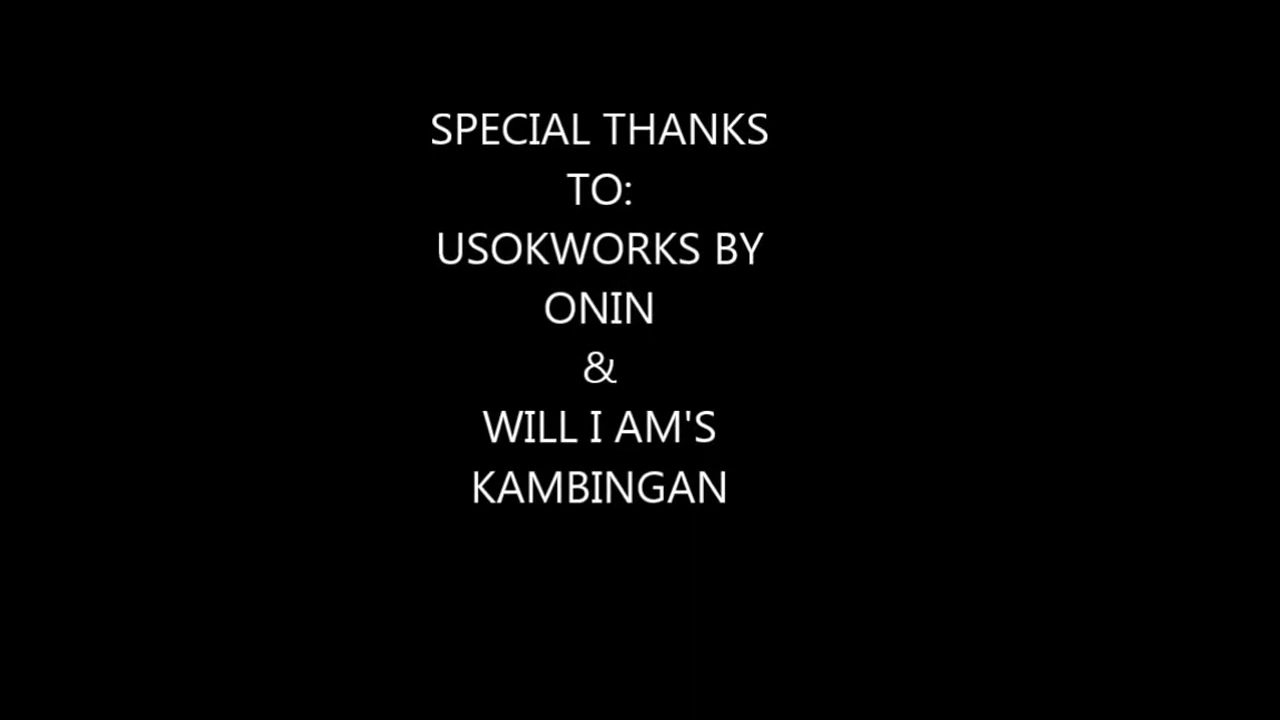 SPECIAL THANKS
TO:
USOKWORKS BY
ONIN
&
WILL I AM'S
KAMBINGAN